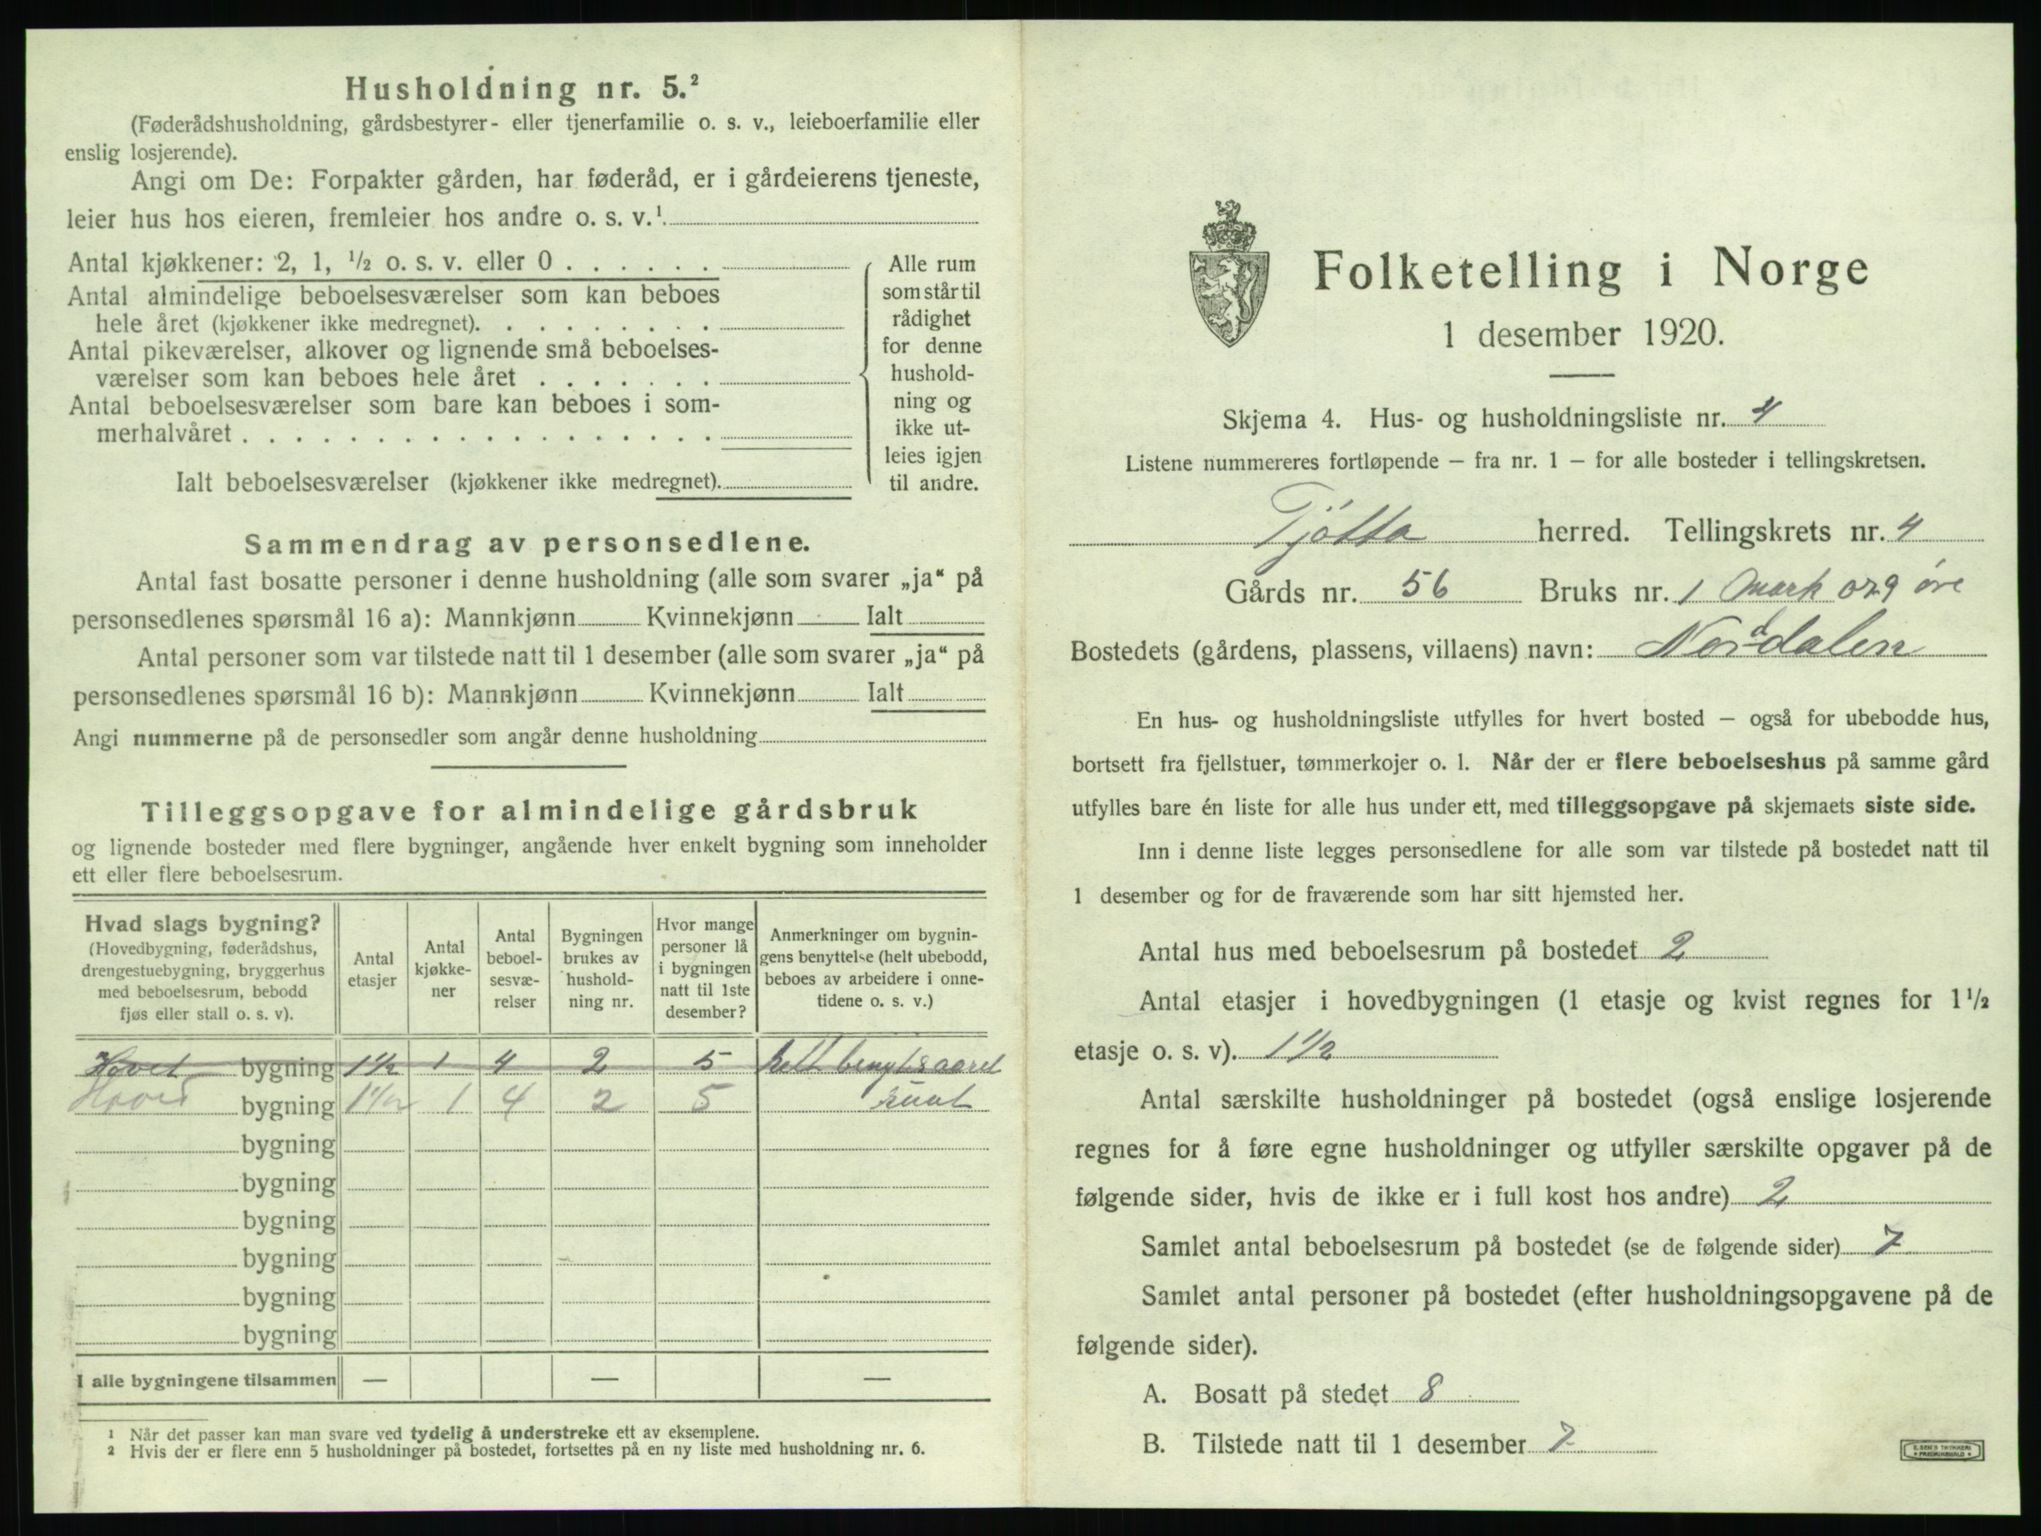 Husholdning nr. 5.²
(Føderådshusholdning, gårdsbestyrer- eller tjenerfamilie o. s. v., leieboerfamilie eller
enslig losjerende).
Angi om De: Forpakter gården, har føderåd, er i gårdeierens tjeneste,
leier hus hos eieren, fremleier hos andre o. s. v.¹
Antal kjøkkener: 2, 1, ½ o. s. v. eller 0 . . . . . .
Antal almindelige beboelsesværelser som kan beboes
hele året (kjøkkener ikke medregnet). . . . . . . . .
Antal pikeværelser, alkover og lignende små beboelses-
værelser som kan beboes hele året . . . . . . .
Antal beboelsesværelser som bare kan beboes i som-
merhalvåret . . . . . . . . . . . . . . . . . .
Ialt beboelsesværelser (kjøkkener ikke medregnet).
Alle rum
som står til
rådighet
for denne
hushold-
ning og
ikke ut-
leies igjen
til andre.
Sammendrag av personsedlene.
Antal fast bosatte personer i denne husholdning (alle som svarer „ja“ på
personsedlenes spørsmål 16 a): Mannkjønn Kvinnekjønn Ialt
Antal personer som var tilstede natt til 1 desember (alle som svarer „ja“ på
personsedlenes spørsmål 16 b): Mannkjønn Kvinnekjønn Ialt
Angi nummerne på de personsedler som angår denne husholdning
Tilleggsopgave for almindelige gårdsbruk
og lignende bosteder med flere bygninger, angående hver enkelt bygning som inneholder
ett eller flere beboelsesrum.
Hvad slags bygning?
(Hovedbygning, føderådshus,
drengestuebygning, bryggerhus
med beboelsesrum, bebodd
fjøs eller stall o. s. v).
Antal
etasjer
Antal
kjøkke-
ner
Antal
beboel-
sesvæ-
relser
Bygningen
brukes av
hushold-
ning nr.
Hvor mange
personer lå
i bygningen
natt til 1ste
desember?
Anmerkninger om bygnin-
gens benyttelse (helt ubebodd,
beboes av arbeidere i onne-
tidene o. s. v.)
Hovet bygning 1½ 1 4 2 5
bygning 1½ 1 4 2 5
bygning
bygning
bygning
bygning
bygning
bygning
I alle bygningene tilsammen — — —
¹ Når det passer kan man svare ved tydelig å understreke ett av eksemplene.
² Hvis der er flere enn 5 husholdninger på bostedet, fortsettes på en ny liste med husholdning nr. 6.
Folketelling i Norge
1 desember 1920.
Skjema 4. Hus- og husholdningsliste nr. 4
Listene nummereres fortløpende – fra nr. 1 – for alle bosteder i tellingskretsen.
Tjötta herred. Tellingskrets nr. 4
Gårds nr. 56 Bruks nr. 1 mark 029 öre
Bostedets (gårdens, plassens, villaens) navn: Norddalen
En hus- og husholdningsliste utfylles for hvert bosted – også for ubebodde hus,
bortsett fra fjellstuer, tømmerkojer o. l. Når der er flere beboelseshus på samme gård
utfylles bare én liste for alle hus under ett, med tilleggsopgave på skjemaets siste side.
Inn i denne liste legges personsedlene for alle som var tilstede på bostedet natt til
1 desember og for de fraværende som har sitt hjemsted her.
Antal hus med beboelsesrum på bostedet 2
Antal etasjer i hovedbygningen (1 etasje og kvist regnes for 1½
etasje o. s. v). 1½
Antal særskilte husholdninger på bostedet (også enslige losjerende
regnes for å føre egne husholdninger og utfyller særskilte opgaver på de
følgende sider, hvis de ikke er i full kost hos andre) 2
Samlet antal beboelsesrum på bostedet (se de følgende sider) 7
Samlet antal personer på bostedet (efter husholdningsopgavene på de
følgende sider).
A. Bosatt på stedet 8
B. Tilstede natt til 1 desember 7